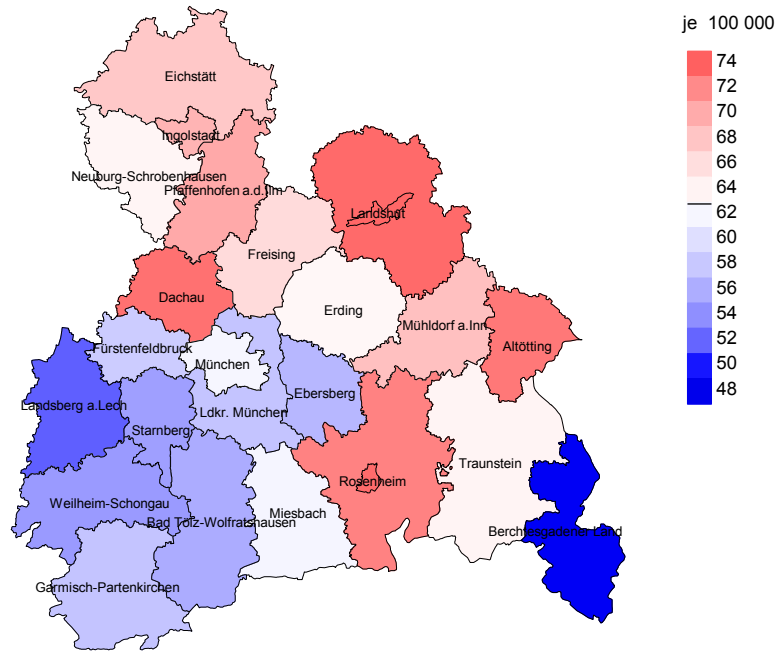 je 100 000
74
72
70
68
66
64
62
60
58
56
54
52
50
48
Eichstätt
Ingolstadt
Neuburg-Schrobenhausen
Pfaffenhofen a.d.Ilm
Landshut
Freising
Dachau
Erding
Mühldorf a.Inn
Altötting
Fürstenfeldbruck
München
Ebersberg
Landsberg a.Lech
Ldkr. München
Starnberg
Traunstein
Rosenheim
Weilheim-Schongau
Miesbach
Bad Tölz-Wolfratshausen
Berchtesgadener Land
Garmisch-Partenkirchen